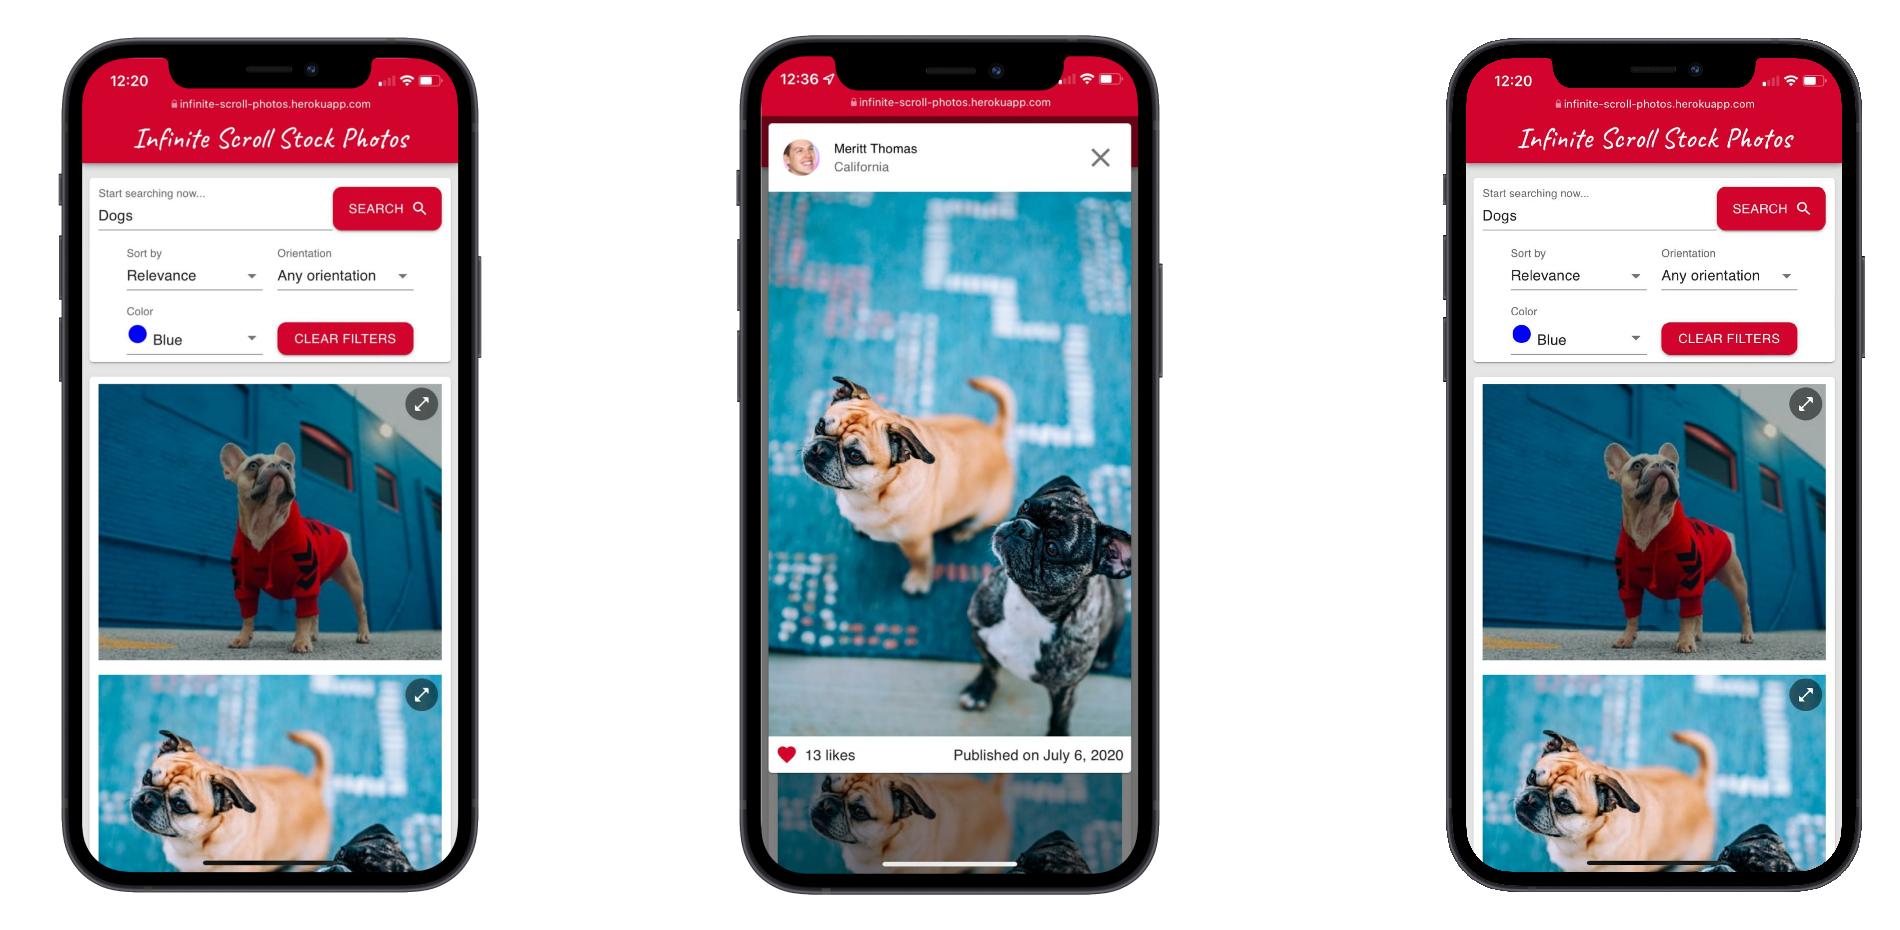 12:20
infinite-scroll-photos.herokuapp.com
Infinite Scroll Stock Photos
Start searching now...
Dogs
SEARCH
Sort by
Orientation
Relevance
Any orientation
Color
Blue
CLEAR FILTERS
12:36
infinite-scroll-photos.herokuapp.com
Meritt Thomas
California
13 likes
Published on July 6, 2020
12:20
infinite-scroll-photos.herokuapp.com
Infinite Scroll Stock Photos
Start searching now...
Dogs
SEARCH
Sort by
Orientation
Relevance
Any orientation
Color
Blue
CLEAR FILTERS